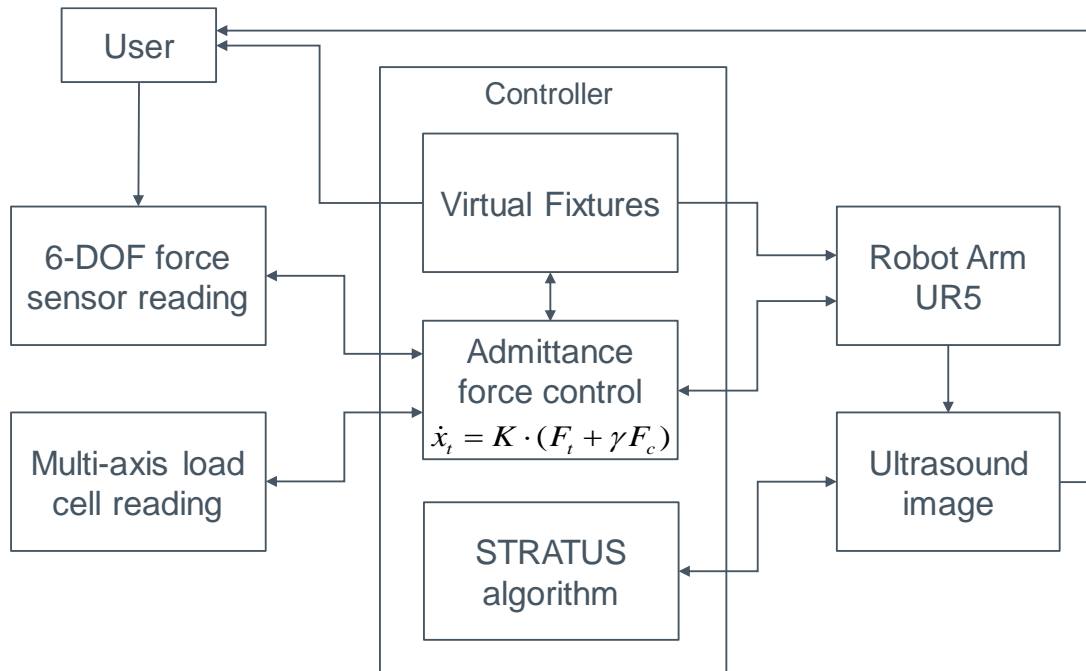 User
Controller
Virtual Fixtures
6-DOF force
sensor reading
Robot Arm
UR5
Admittance
force control
ẋ_t = K · (F_t + γF_c)
Multi-axis load
cell reading
Ultrasound
image
STRATUS
algorithm